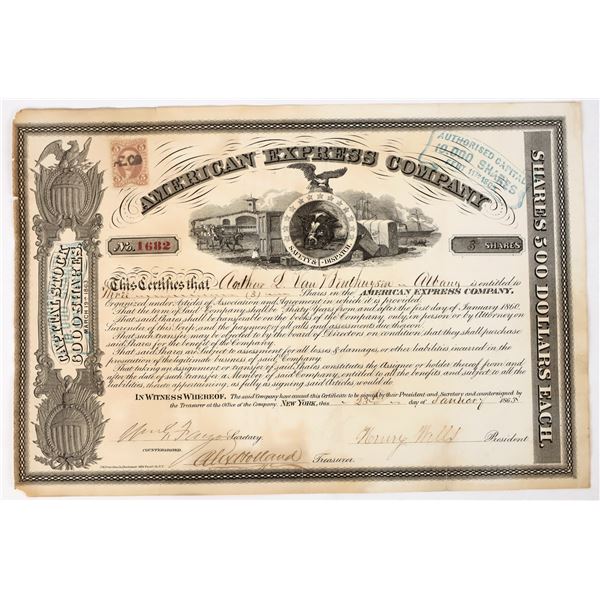 AMERICAN EXPRESS COMPANY
AUTHORISED CAPITAL
10,000 SHARES
No. 1682
SHARES
SAFETY & DISPATCH
This Certifies that Arthur Albany is entitled to
Three (3) Shares in the AMERICAN EXPRESS COMPANY.
Organized under Articles of Association and Agreement in which it is provided.
That the term of said Company shall be Thirty Years from and after the first day of January 1860.
That said Shares shall be transferable on the books of the Company, only in person or by Attorney on
Surrender of this Scrip and the payment of all calls and assessments due thereon.
That such transfer may be objected to by the board of Directors on condition that they shall purchase
said Shares for the benefit of the Company.
That said Shares are Subject to assessment for all losses & damages, or other liabilities incurred in the
prosecution of the legitimate business of said Company.
That taking an assignment or transfer of said Shares constitutes the Assignee or holder thereof from and
after the date of such transfer a Member of said Company, entitled to all the benefits, and subject to all the
liabilities, thereto appertaining, as fully as signing said Articles would do.
IN WITNESS WHEREOF. The said Company have caused this Certificate to be signed by their President and Secretary and countersigned by
the Treasurer at the Office of the Company. NEW YORK, this 23d day of January 1865
Wm G Fargo Secretary. Henry Wells President
COUNTERSIGNED.
Alex Holland Treasurer.
CAPITAL STOCK
6000 SHARES
SHARES 500 DOLLARS EACH.